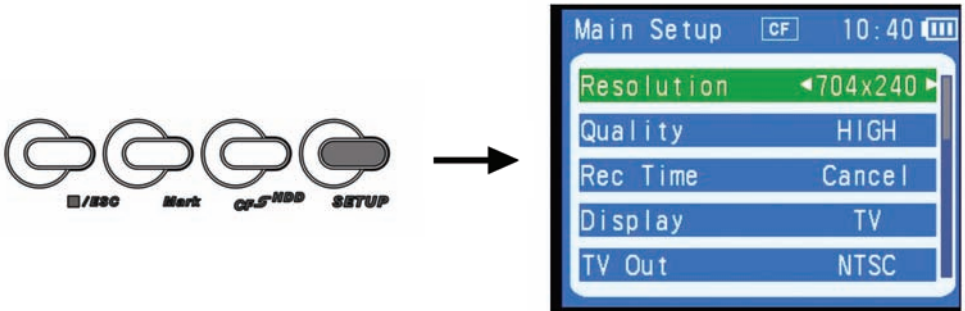 ■/ESC Mark CF⇆HDD SETUP
Main Setup CF 10:40
Resolution ◄704x240►
Quality HIGH
Rec Time Cancel
Display TV
TV Out NTSC